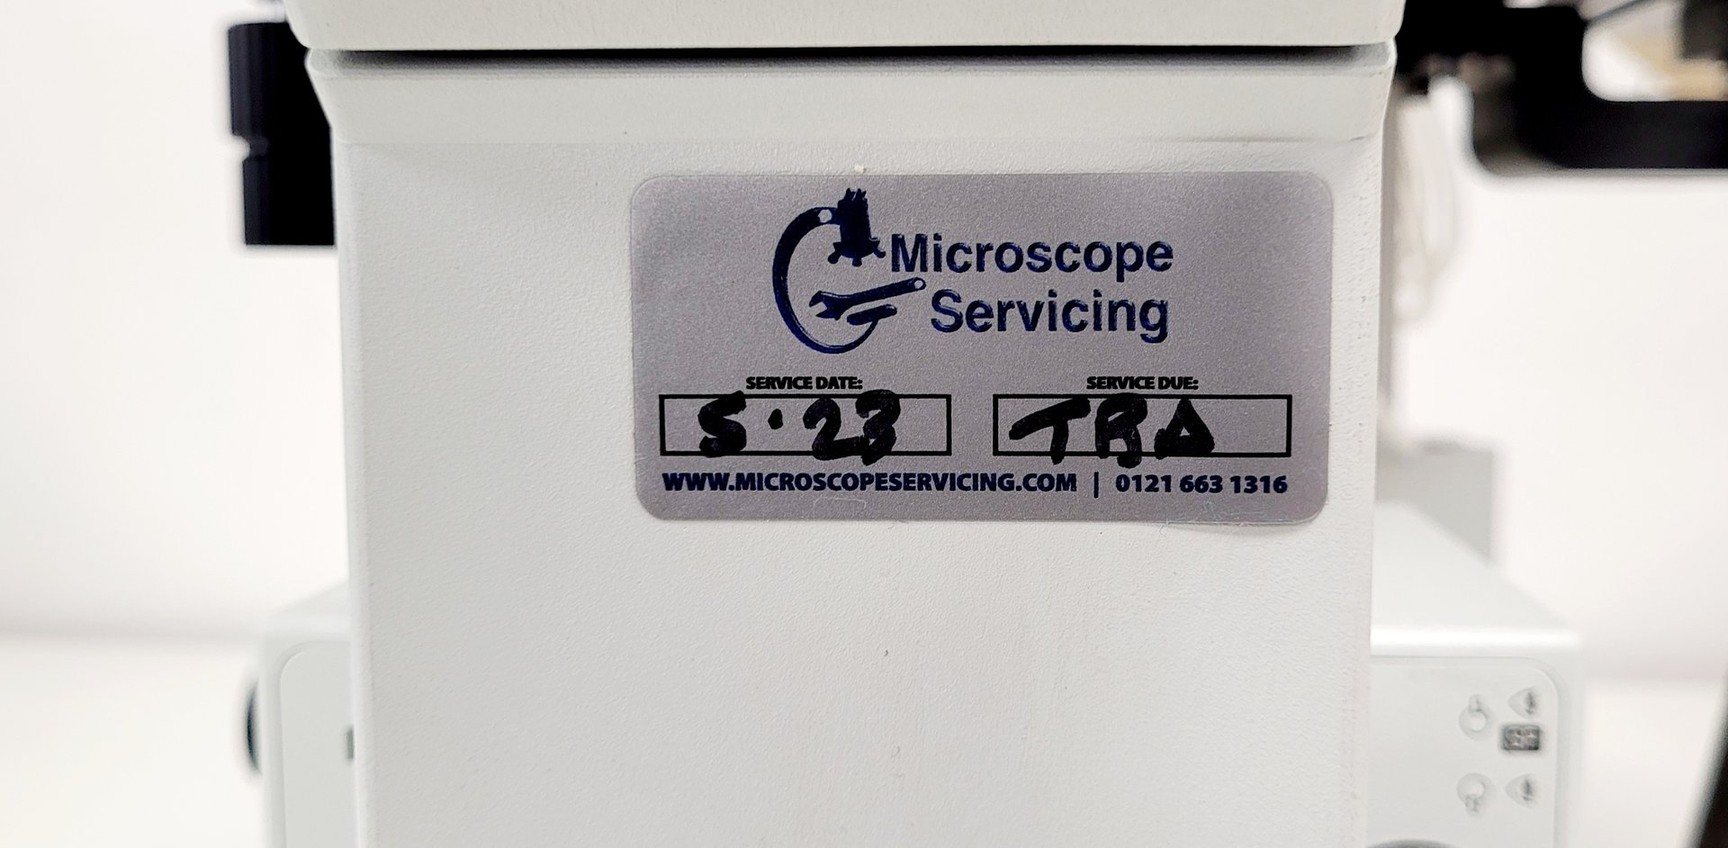 Microscope
Servicing
SERVICE DATE: SERVICE DUE:
5·23 TBA
WWW.MICROSCOPESERVICING.COM | 0121 663 1316